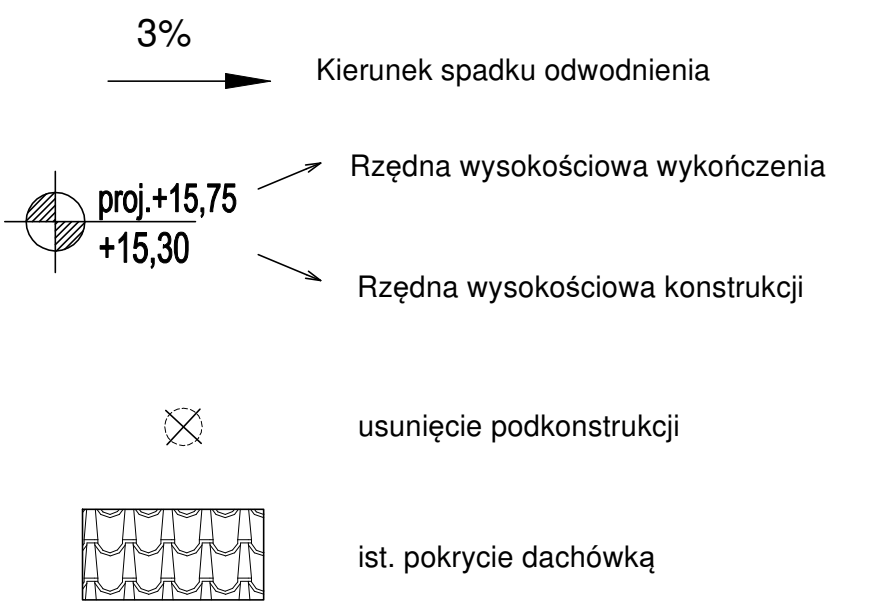 3%
Kierunek spadku odwodnienia
Rzędna wysokościowa wykończenia
proj.+15,75
+15,30
Rzędna wysokościowa konstrukcji
usunięcie podkonstrukcji
ist. pokrycie dachówką